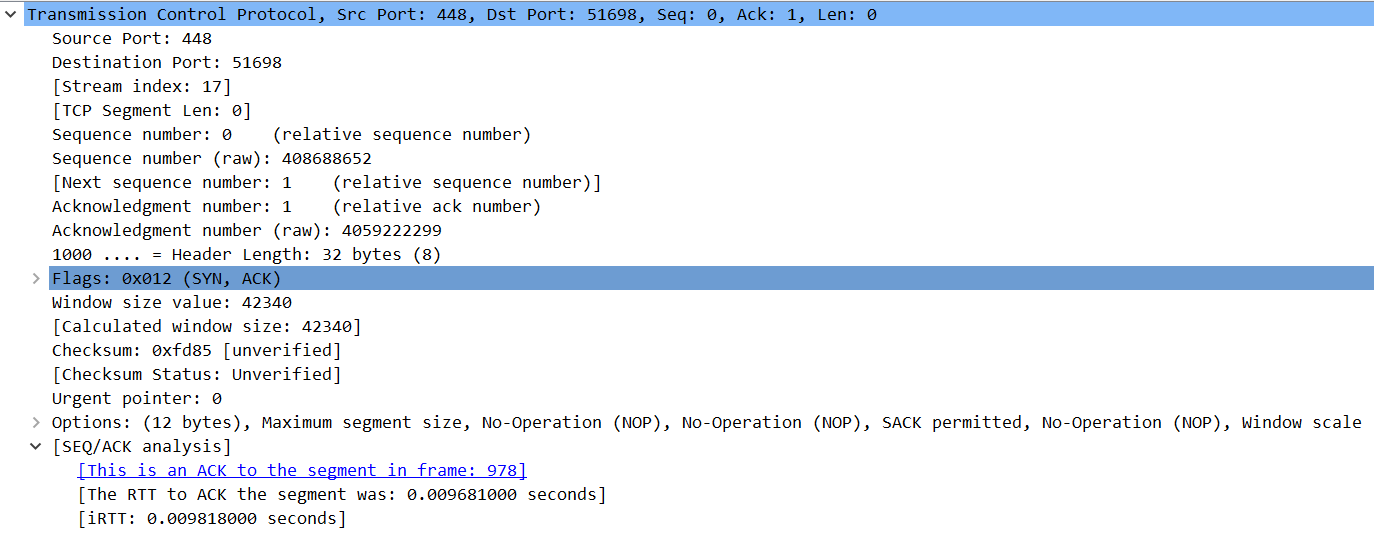 Transmission Control Protocol, Src Port: 448, Dst Port: 51698, Seq: 0, Ack: 1, Len: 0
Source Port: 448
Destination Port: 51698
[Stream index: 17]
[TCP Segment Len: 0]
Sequence number: 0    (relative sequence number)
Sequence number (raw): 408688652
[Next sequence number: 1    (relative sequence number)]
Acknowledgment number: 1    (relative ack number)
Acknowledgment number (raw): 4059222299
1000 .... = Header Length: 32 bytes (8)
Flags: 0x012 (SYN, ACK)
Window size value: 42340
[Calculated window size: 42340]
Checksum: 0xfd85 [unverified]
[Checksum Status: Unverified]
Urgent pointer: 0
Options: (12 bytes), Maximum segment size, No-Operation (NOP), No-Operation (NOP), SACK permitted, No-Operation (NOP), Window scale
[SEQ/ACK analysis]
[This is an ACK to the segment in frame: 978]
[The RTT to ACK the segment was: 0.009681000 seconds]
[iRTT: 0.009818000 seconds]